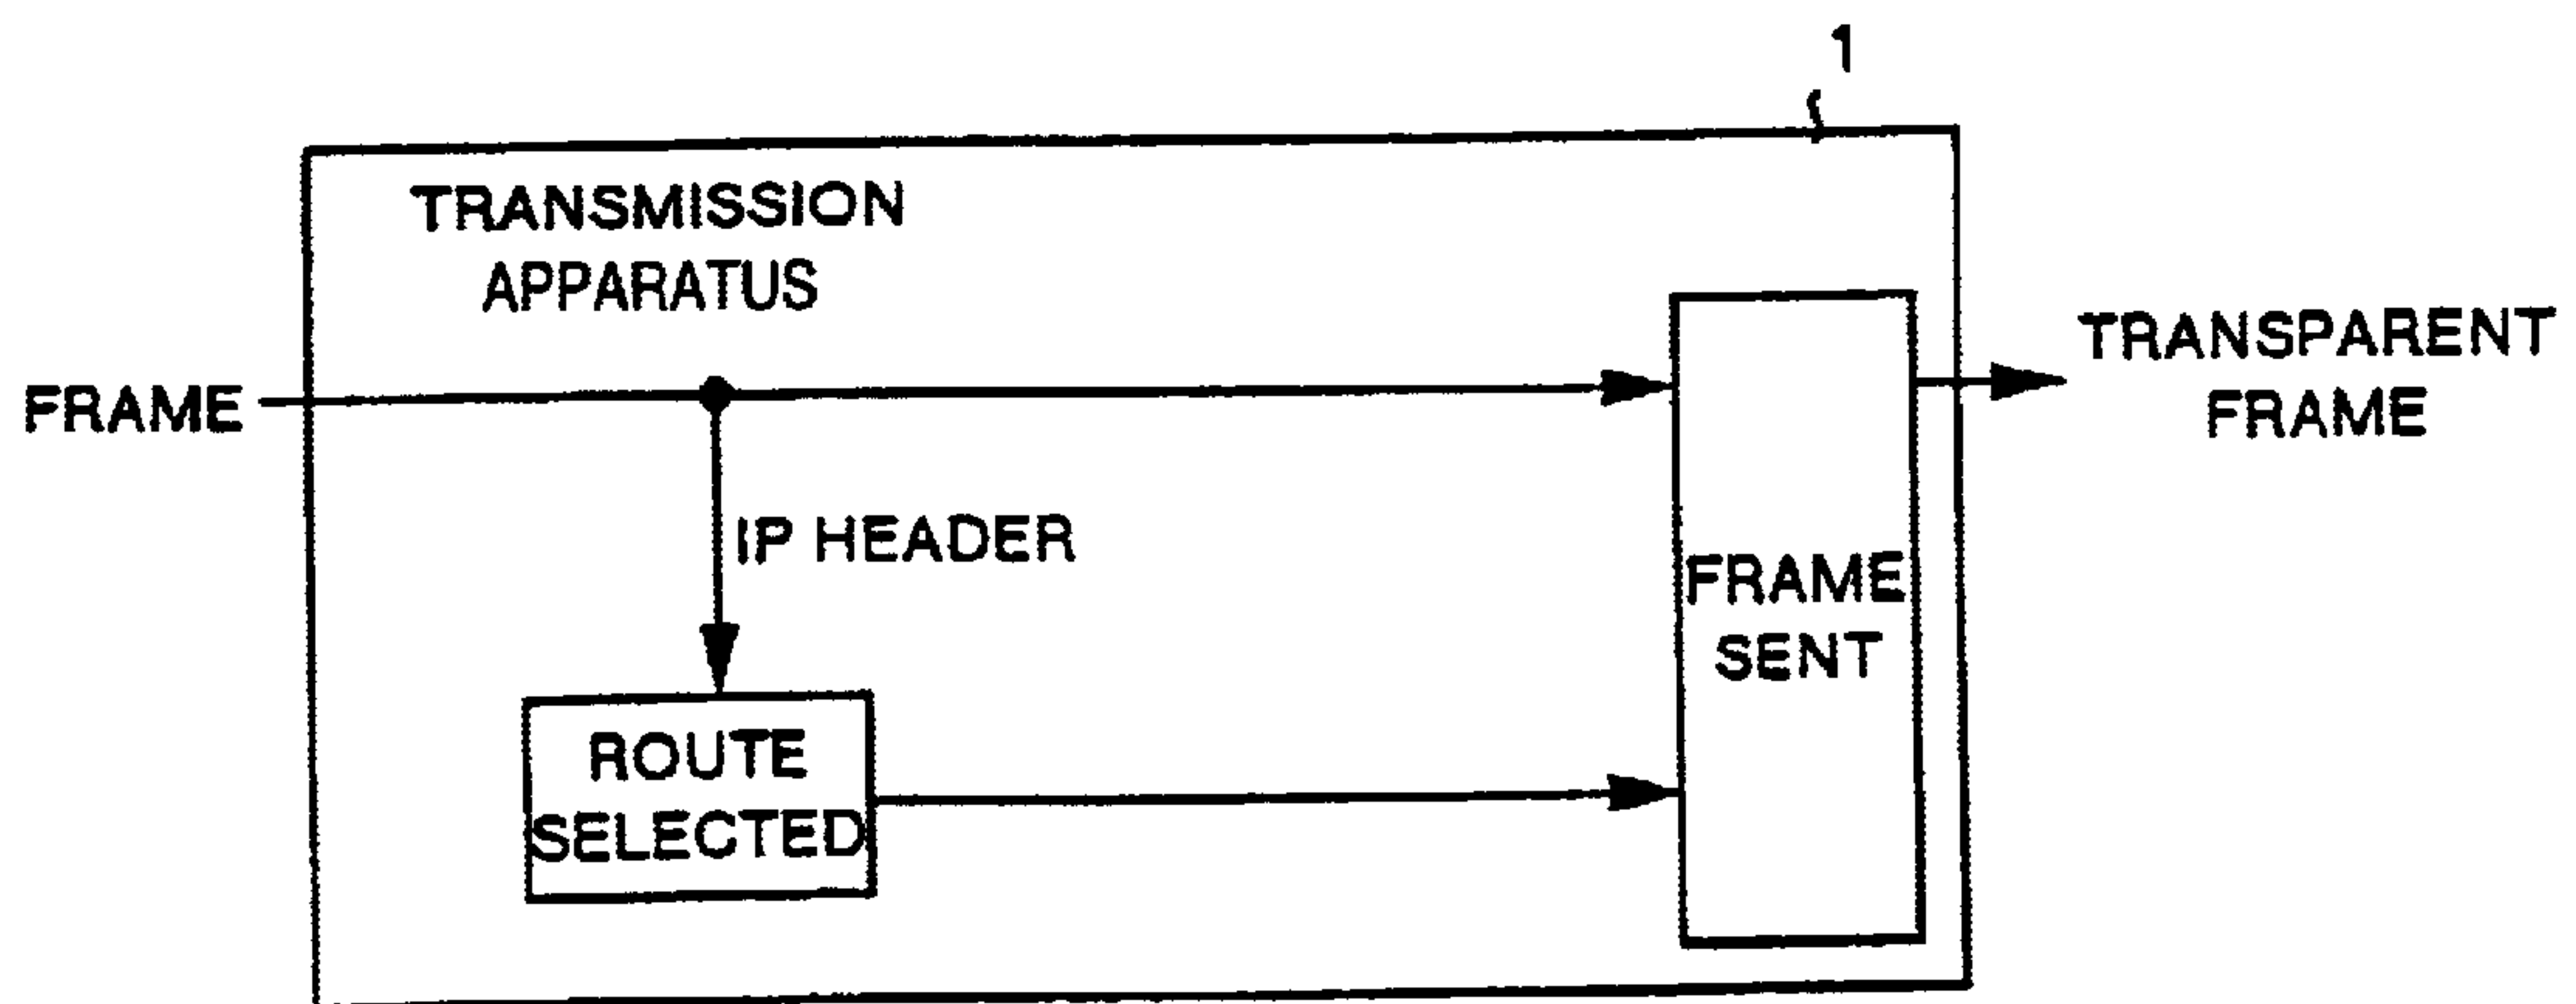 1
TRANSMISSION
APPARATUS
FRAME
TRANSPARENT
FRAME
IP HEADER
FRAME
SENT
ROUTE
SELECTED